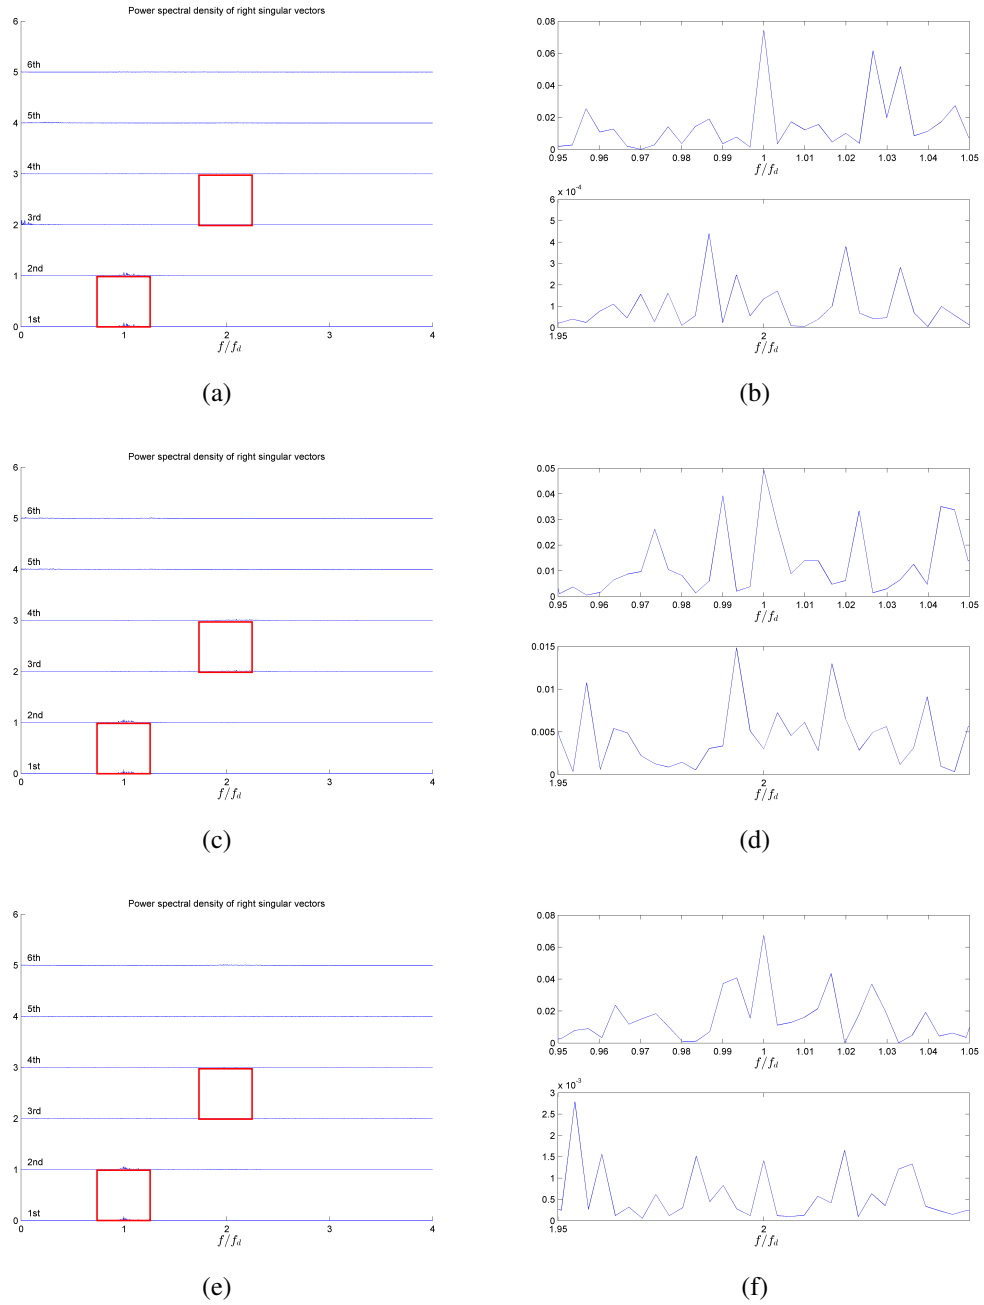 Power spectral density of right singular vectors
6
6th
5
5th
4
4th
3
3rd
2
2nd
1
1st
0
0 1 2 3 4
f/f_d
(a)
0.08
0.06
0.04
0.02
0
0.95 0.96 0.97 0.98 0.99 1 1.01 1.02 1.03 1.04 1.05
f/f_d
x 10^-4
6
5
4
3
2
1
0
1.95 2
f/f_d
(b)
Power spectral density of right singular vectors
6
6th
5
5th
4
4th
3
3rd
2
2nd
1
1st
0
0 1 2 3 4
f/f_d
(c)
0.05
0.04
0.03
0.02
0.01
0
0.95 0.96 0.97 0.98 0.99 1 1.01 1.02 1.03 1.04 1.05
f/f_d
0.015
0.01
0.005
0
1.95 2
f/f_d
(d)
Power spectral density of right singular vectors
6
6th
5
5th
4
4th
3
3rd
2
2nd
1
1st
0
0 1 2 3 4
f/f_d
(e)
0.08
0.06
0.04
0.02
0
0.95 0.96 0.97 0.98 0.99 1 1.01 1.02 1.03 1.04 1.05
f/f_d
x 10^-3
3
2.5
2
1.5
1
0.5
0
1.95 2
f/f_d
(f)